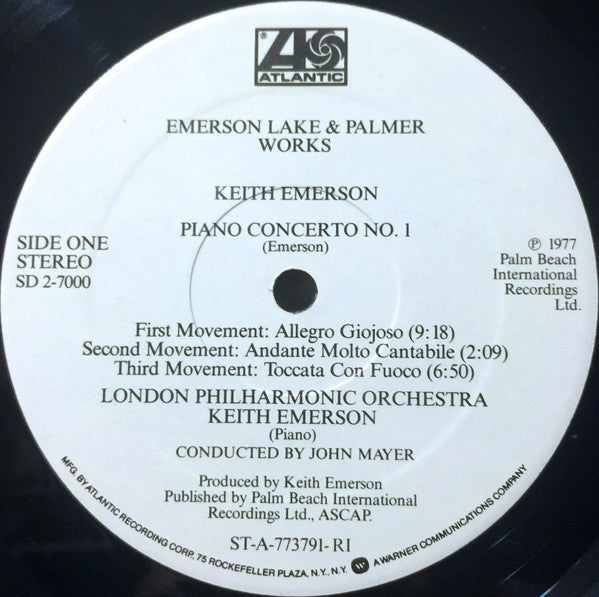 ®
ATLANTIC
EMERSON LAKE & PALMER
WORKS
KEITH EMERSON
PIANO CONCERTO NO. 1
(Emerson)
SIDE ONE
STEREO
SD 2-7000
℗ 1977
Palm Beach
International
Recordings
Ltd.
First Movement: Allegro Giojoso (9:18)
Second Movement: Andante Molto Cantabile (2:09)
Third Movement: Toccata Con Fuoco (6:50)
LONDON PHILHARMONIC ORCHESTRA
KEITH EMERSON
(Piano)
CONDUCTED BY JOHN MAYER
Produced by Keith Emerson
Published by Palm Beach International
Recordings Ltd., ASCAP.
ST-A-773791-RI
MFG. BY ATLANTIC RECORDING CORP., 75 ROCKEFELLER PLAZA, N.Y., N.Y. A WARNER COMMUNICATIONS COMPANY